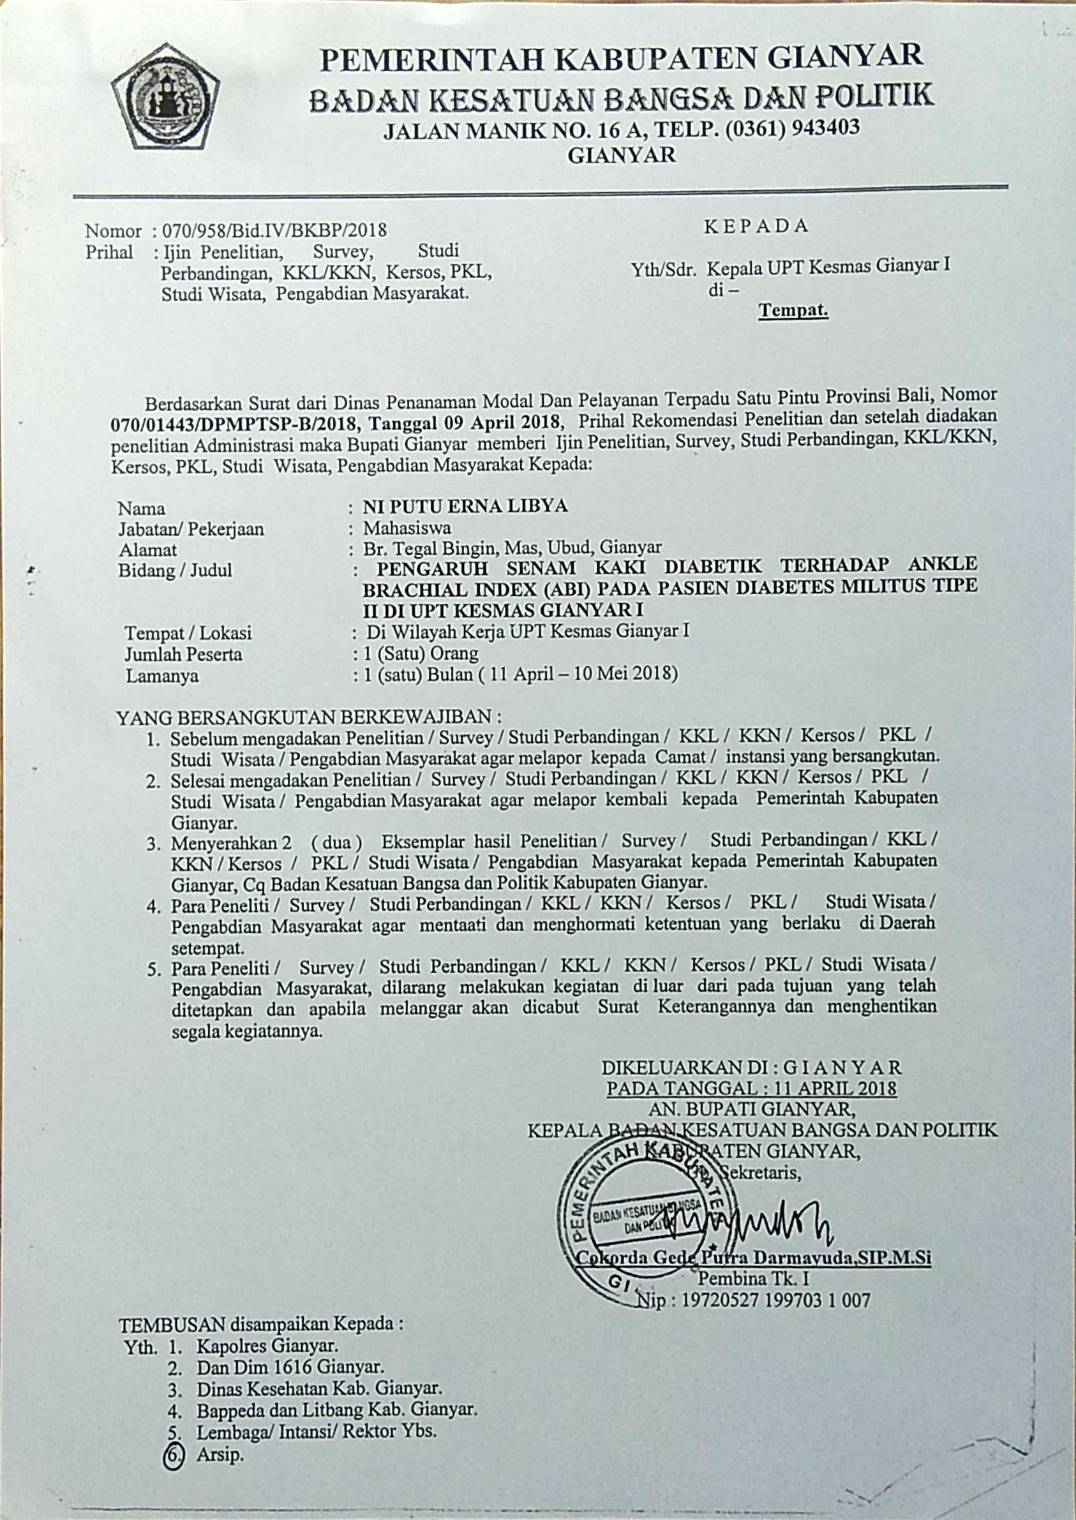 PEMERINTAH KABUPATEN GIANYAR
BADAN KESATUAN BANGSA DAN POLITIK
JALAN MANIK NO. 16 A, TELP. (0361) 943403
GIANYAR
Nomor : 070/958/Bid.IV/BKBP/2018
Prihal : Ijin Penelitian, Survey, Studi
Perbandingan, KKL/KKN, Kersos, PKL,
Studi Wisata, Pengabdian Masyarakat.
K E P A D A
Yth/Sdr. Kepala UPT Kesmas Gianyar I
di –
Tempat.
Berdasarkan Surat dari Dinas Penanaman Modal Dan Pelayanan Terpadu Satu Pintu Provinsi Bali, Nomor
070/01443/DPMPTSP-B/2018, Tanggal 09 April 2018, Prihal Rekomendasi Penelitian dan setelah diadakan
penelitian Administrasi maka Bupati Gianyar memberi Ijin Penelitian, Survey, Studi Perbandingan, KKL/KKN,
Kersos, PKL, Studi Wisata, Pengabdian Masyarakat Kepada:
Nama : NI PUTU ERNA LIBYA
Jabatan/ Pekerjaan : Mahasiswa
Alamat : Br. Tegal Bingin, Mas, Ubud, Gianyar
Bidang / Judul : PENGARUH SENAM KAKI DIABETIK TERHADAP ANKLE
BRACHIAL INDEX (ABI) PADA PASIEN DIABETES MILITUS TIPE
II DI UPT KESMAS GIANYAR I
Tempat / Lokasi : Di Wilayah Kerja UPT Kesmas Gianyar I
Jumlah Peserta : 1 (Satu) Orang
Lamanya : 1 (satu) Bulan ( 11 April – 10 Mei 2018)
YANG BERSANGKUTAN BERKEWAJIBAN :
1. Sebelum mengadakan Penelitian / Survey / Studi Perbandingan / KKL / KKN / Kersos / PKL /
Studi Wisata / Pengabdian Masyarakat agar melapor kepada Camat / instansi yang bersangkutan.
2. Selesai mengadakan Penelitian / Survey / Studi Perbandingan / KKL / KKN / Kersos / PKL /
Studi Wisata / Pengabdian Masyarakat agar melapor kembali kepada Pemerintah Kabupaten
Gianyar.
3. Menyerahkan 2 ( dua ) Eksemplar hasil Penelitian / Survey / Studi Perbandingan / KKL /
KKN / Kersos / PKL / Studi Wisata / Pengabdian Masyarakat kepada Pemerintah Kabupaten
Gianyar, Cq Badan Kesatuan Bangsa dan Politik Kabupaten Gianyar.
4. Para Peneliti / Survey / Studi Perbandingan / KKL / KKN / Kersos / PKL / Studi Wisata /
Pengabdian Masyarakat agar mentaati dan menghormati ketentuan yang berlaku di Daerah
setempat.
5. Para Peneliti / Survey / Studi Perbandingan / KKL / KKN / Kersos / PKL / Studi Wisata /
Pengabdian Masyarakat, dilarang melakukan kegiatan di luar dari pada tujuan yang telah
ditetapkan dan apabila melanggar akan dicabut Surat Keterangannya dan menghentikan
segala kegiatannya.
DIKELUARKAN DI : G I A N Y A R
PADA TANGGAL : 11 APRIL 2018
AN. BUPATI GIANYAR,
KEPALA BADAN KESATUAN BANGSA DAN POLITIK
KABUPATEN GIANYAR,
Sekretaris,
PEMERINTAH KABUPATEN
BADAN KESATUAN BANGSA
DAN POLITIK
Cokorda Gede Putra Darmayuda,SIP.M.Si
Pembina Tk. I
Nip : 19720527 199703 1 007
TEMBUSAN disampaikan Kepada :
Yth. 1. Kapolres Gianyar.
2. Dan Dim 1616 Gianyar.
3. Dinas Kesehatan Kab. Gianyar.
4. Bappeda dan Litbang Kab. Gianyar.
5. Lembaga/ Intansi/ Rektor Ybs.
6. Arsip.